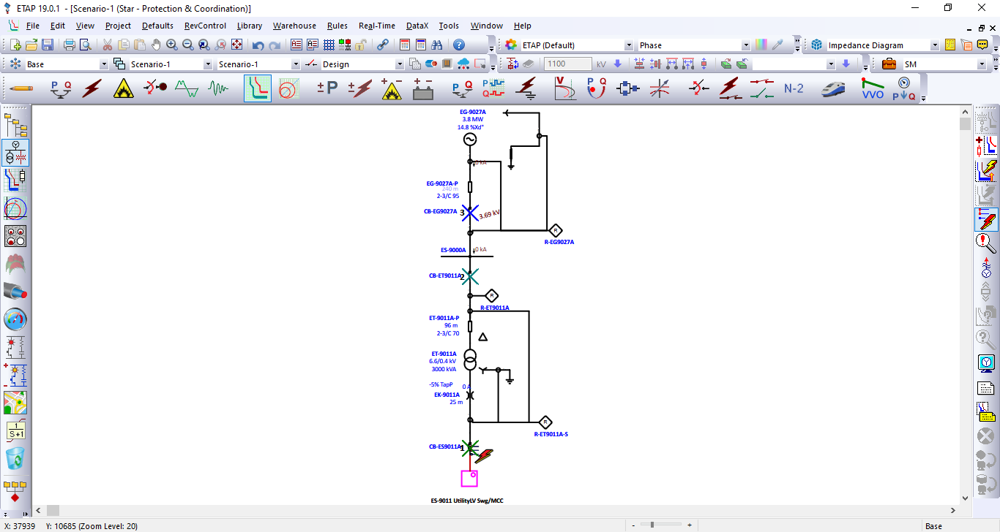 ETAP 19.0.1 - [Scenario-1 (Star - Protection & Coordination)]
File Edit View Project Defaults RevControl Library Warehouse Rules Real-Time DataX Tools Window Help
ETAP (Default) Phase Impedance Diagram
Base Scenario-1 Scenario-1 Design 1100 kV SM
P Q ± P P Q P Q V P Q N-2 VVO P Q
EG-9027A
3.8 MW
14.8 %Xd"
0 kA
EG-9027A-P
240 m
2-3/C 95
CB-EG9027A 3 3.69 kV
R
R-EG9027A
ES-9000A 0 kA
CB-ET9011A 2
R
R-ET9011A
ET-9011A-P
96 m
2-3/C 70
ET-9011A
6.6/0.4 kV
3000 kVA
-5% TapP 0 A
EK-9011A
25 m
R
R-ET9011A-S
CB-ES9011A 1
ES-9011 UtilityLV Swg/MCC
1
S+1
X: 37939 Y: 10685 (Zoom Level: 20) - + Base